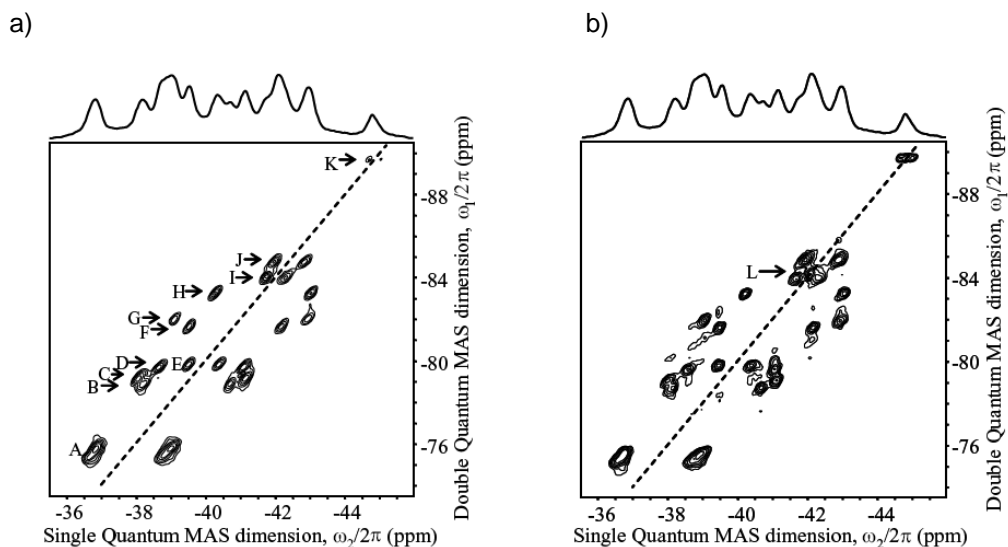 a)
b)
K
J
I
H
G
F
D
E
C
B
A
-88
-84
-80
-76
Double Quantum MAS dimension, ω1/2π (ppm)
-36 -38 -40 -42 -44
Single Quantum MAS dimension, ω2/2π (ppm)
L
-88
-84
-80
-76
Double Quantum MAS dimension, ω1/2π (ppm)
-36 -38 -40 -42 -44
Single Quantum MAS dimension, ω2/2π (ppm)